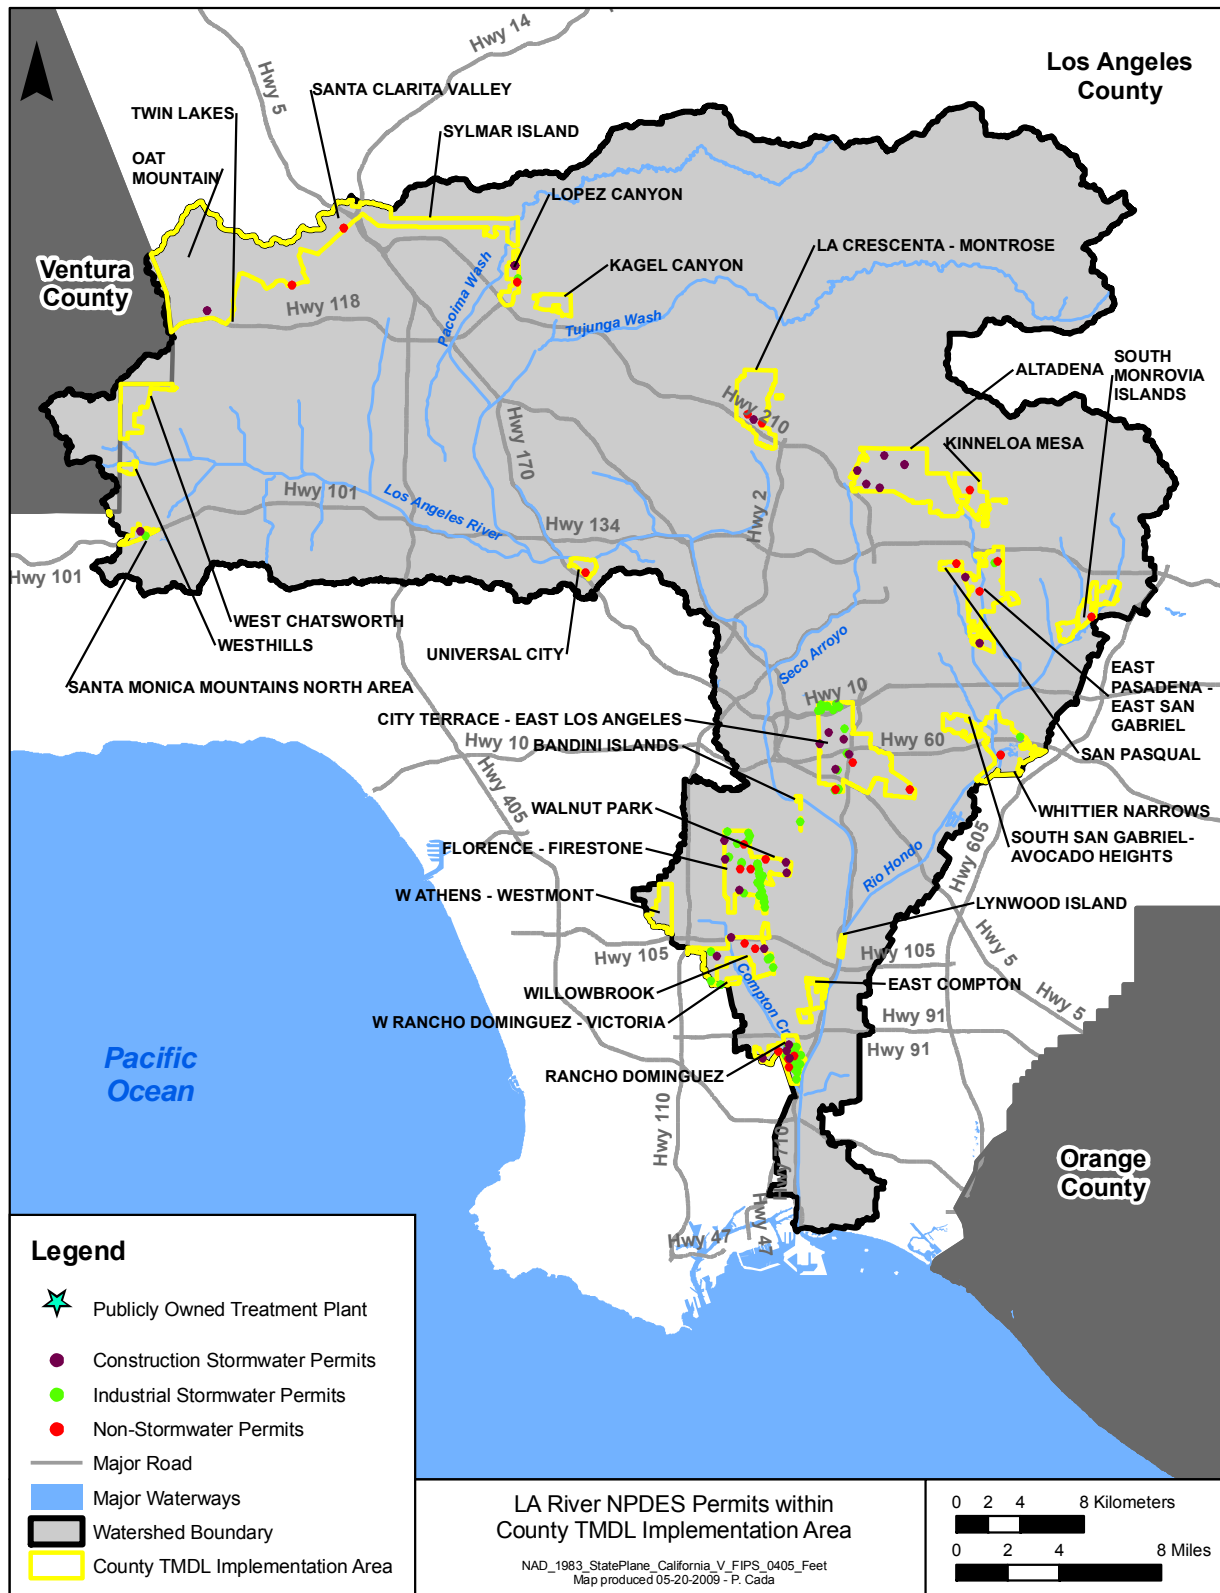 Hwy 14
Los Angeles
County
Hwy 5
SANTA CLARITA VALLEY
TWIN LAKES
SYLMAR ISLAND
OAT
MOUNTAIN
LOPEZ CANYON
LA CRESCENTA - MONTROSE
KAGEL CANYON
Ventura
County
Hwy 118
Pacoima Wash
Tujunga Wash
SOUTH
MONROVIA
ISLANDS
ALTADENA
Hwy 210
KINNELOA MESA
Hwy 170
Hwy 101
Los Angeles River
Hwy 2
Hwy 134
Hwy 101
WEST CHATSWORTH
WESTHILLS
UNIVERSAL CITY
Seco Arroyo
SANTA MONICA MOUNTAINS NORTH AREA
EAST
PASADENA -
EAST SAN
GABRIEL
Hwy 10
CITY TERRACE - EAST LOS ANGELES
Hwy 10
BANDINI ISLANDS
Hwy 60
SAN PASQUAL
Hwy 405
WALNUT PARK
WHITTIER NARROWS
FLORENCE - FIRESTONE
Hwy 605
SOUTH SAN GABRIEL-
AVOCADO HEIGHTS
Rio Hondo
W ATHENS - WESTMONT
LYNWOOD ISLAND
Hwy 105
Hwy 105
Hwy 5
Compton Cr
WILLOWBROOK
EAST COMPTON
Hwy 5
W RANCHO DOMINGUEZ - VICTORIA
Hwy 91
Hwy 91
Pacific
Ocean
RANCHO DOMINGUEZ
Hwy 110
Hwy 710
Orange
County
Hwy 47
Hwy 47
Legend
Publicly Owned Treatment Plant
Construction Stormwater Permits
Industrial Stormwater Permits
Non-Stormwater Permits
Major Road
Major Waterways
Watershed Boundary
County TMDL Implementation Area
LA River NPDES Permits within
County TMDL Implementation Area
NAD_1983_StatePlane_California_V_FIPS_0405_Feet
Map produced 05-20-2009 - P. Cada
0 2 4 8 Kilometers
0 2 4 8 Miles